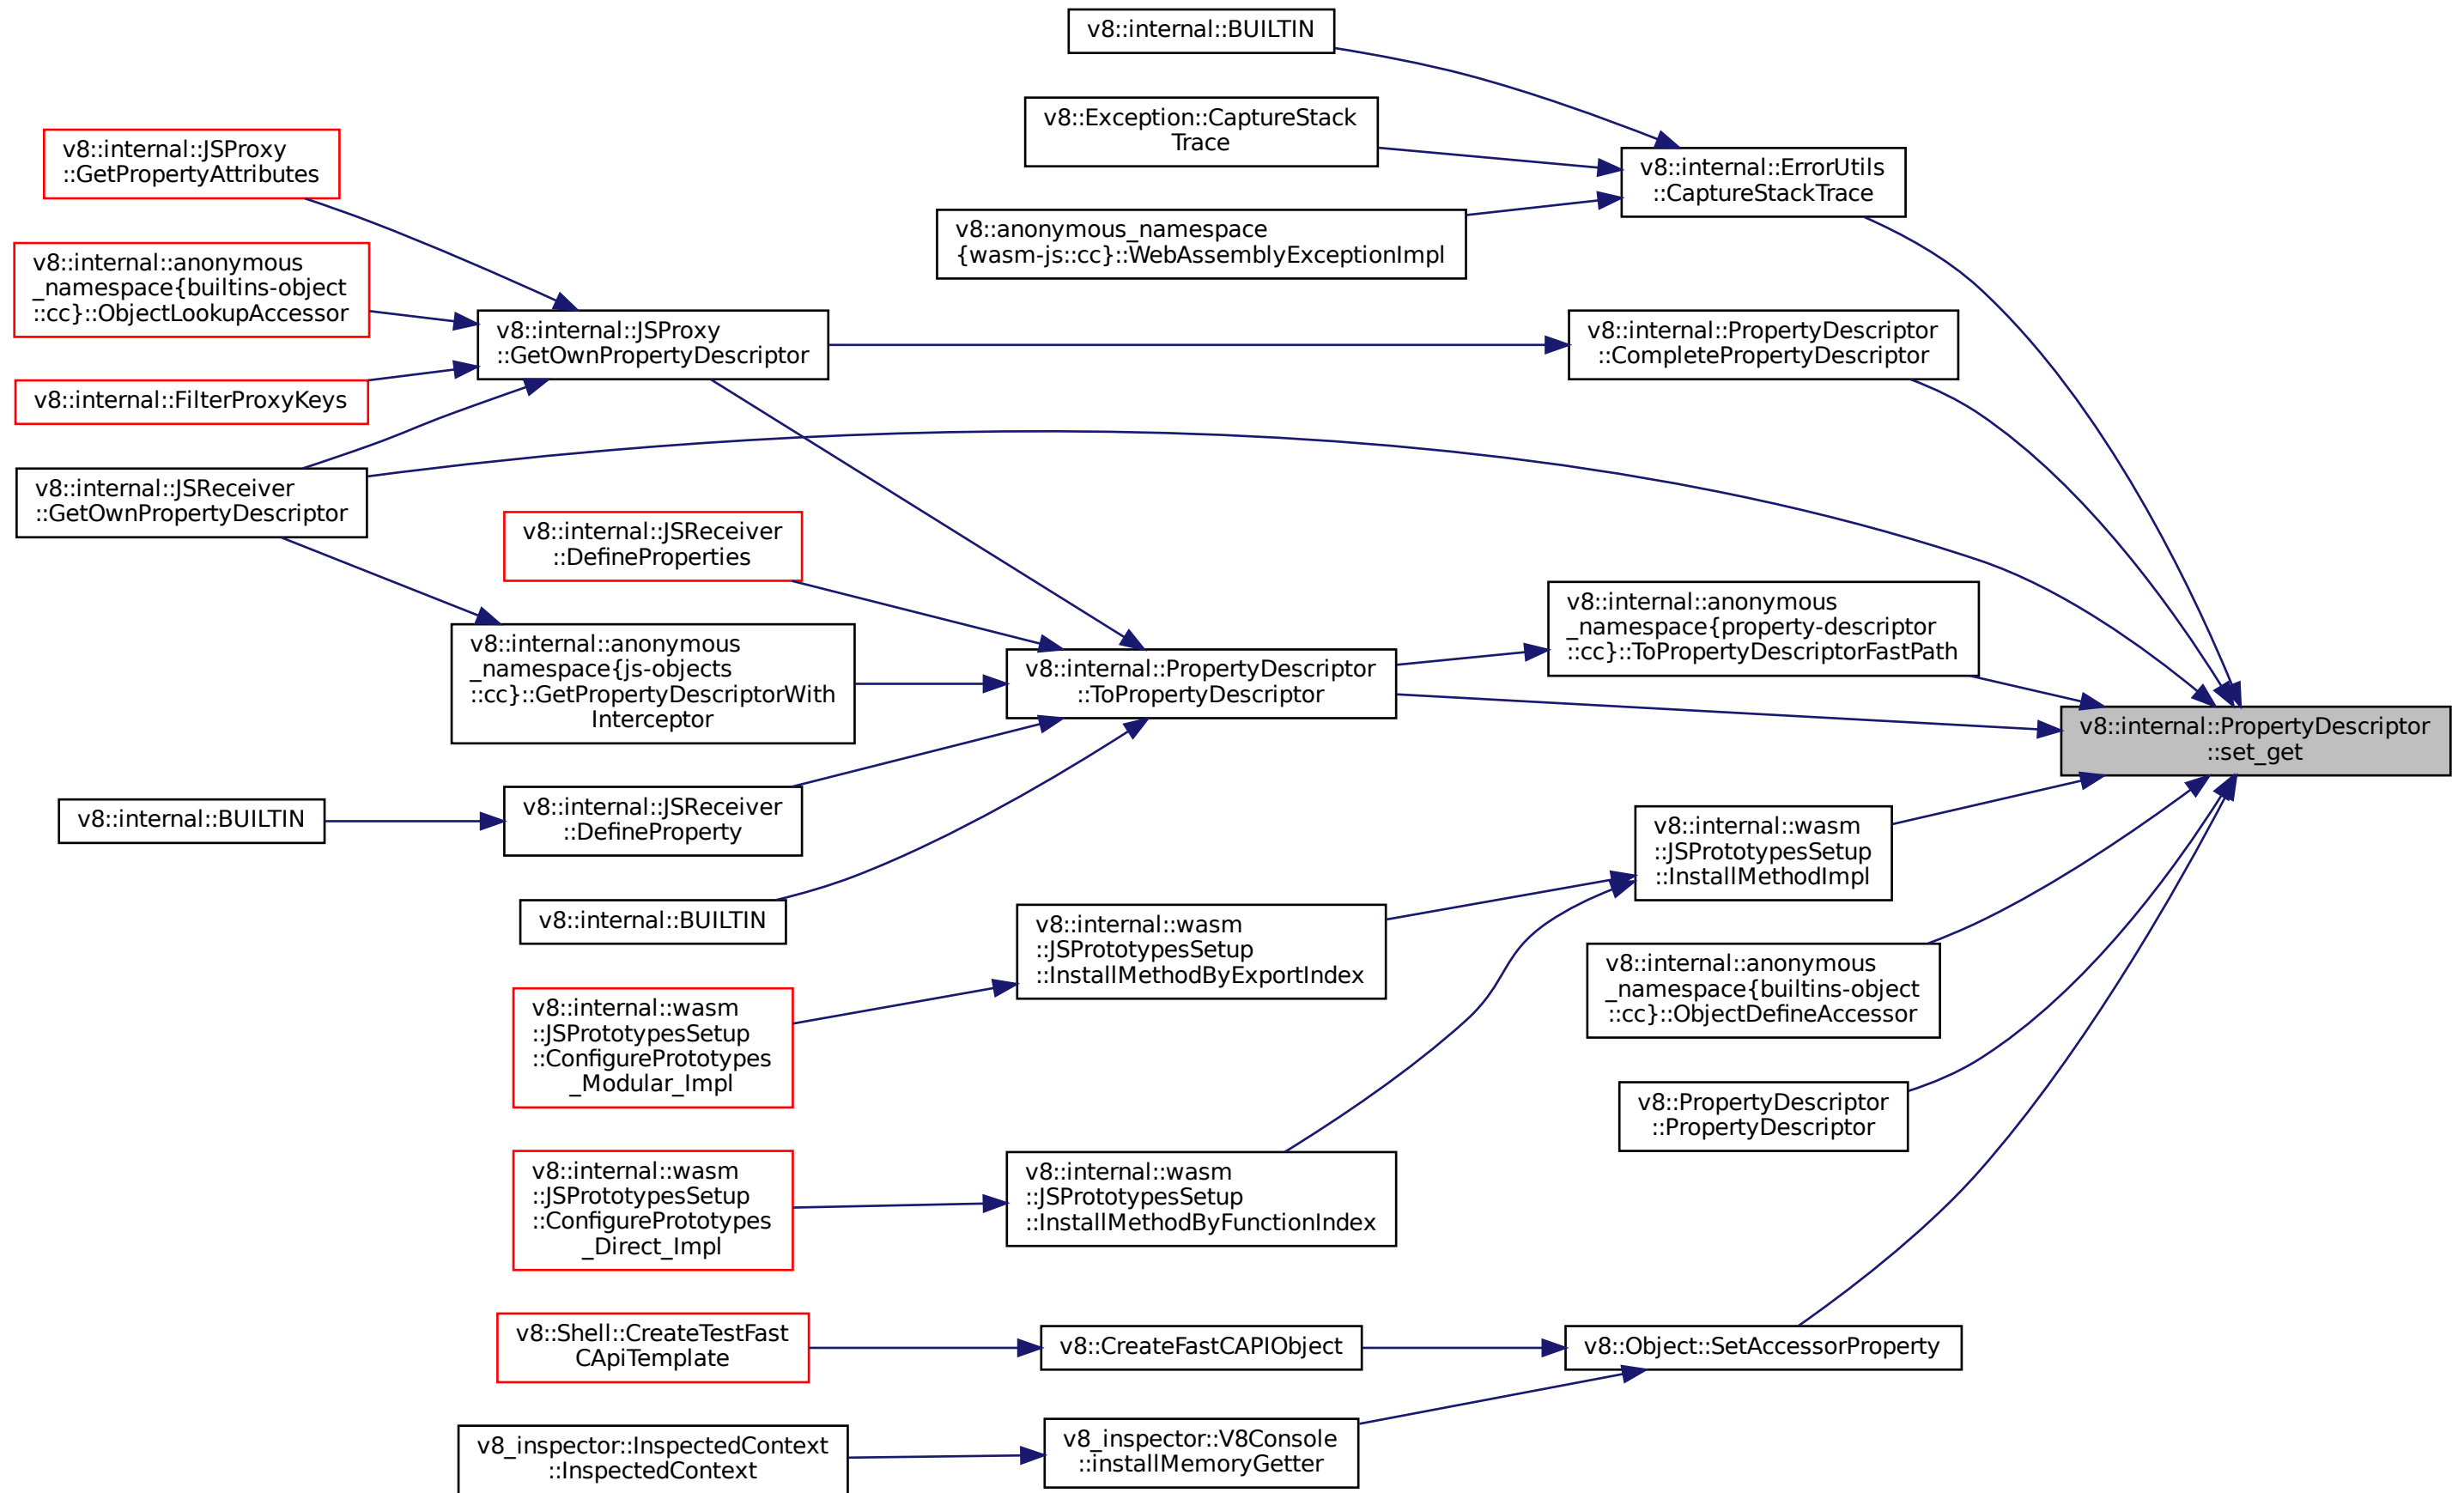 v8::internal::BUILTIN
v8::Exception::CaptureStack
Trace
v8::internal::JSProxy
::GetPropertyAttributes
v8::internal::ErrorUtils
::CaptureStackTrace
v8::anonymous_namespace
{wasm-js::cc}::WebAssemblyExceptionImpl
v8::internal::anonymous
_namespace{builtins-object
::cc}::ObjectLookupAccessor
v8::internal::JSProxy
::GetOwnPropertyDescriptor
v8::internal::PropertyDescriptor
::CompletePropertyDescriptor
v8::internal::FilterProxyKeys
v8::internal::JSReceiver
::GetOwnPropertyDescriptor
v8::internal::JSReceiver
::DefineProperties
v8::internal::anonymous
_namespace{property-descriptor
::cc}::ToPropertyDescriptorFastPath
v8::internal::anonymous
_namespace{js-objects
::cc}::GetPropertyDescriptorWith
Interceptor
v8::internal::PropertyDescriptor
::ToPropertyDescriptor
v8::internal::PropertyDescriptor
::set_get
v8::internal::BUILTIN
v8::internal::JSReceiver
::DefineProperty
v8::internal::wasm
::JSPrototypesSetup
::InstallMethodImpl
v8::internal::BUILTIN
v8::internal::wasm
::JSPrototypesSetup
::InstallMethodByExportIndex
v8::internal::anonymous
_namespace{builtins-object
::cc}::ObjectDefineAccessor
v8::internal::wasm
::JSPrototypesSetup
::ConfigurePrototypes
_Modular_Impl
v8::PropertyDescriptor
::PropertyDescriptor
v8::internal::wasm
::JSPrototypesSetup
::ConfigurePrototypes
_Direct_Impl
v8::internal::wasm
::JSPrototypesSetup
::InstallMethodByFunctionIndex
v8::Shell::CreateTestFast
CApiTemplate
v8::CreateFastCAPIObject
v8::Object::SetAccessorProperty
v8_inspector::InspectedContext
::InspectedContext
v8_inspector::V8Console
::installMemoryGetter